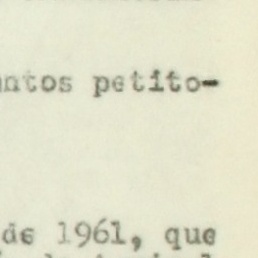 ntos petito-
de 1961, que